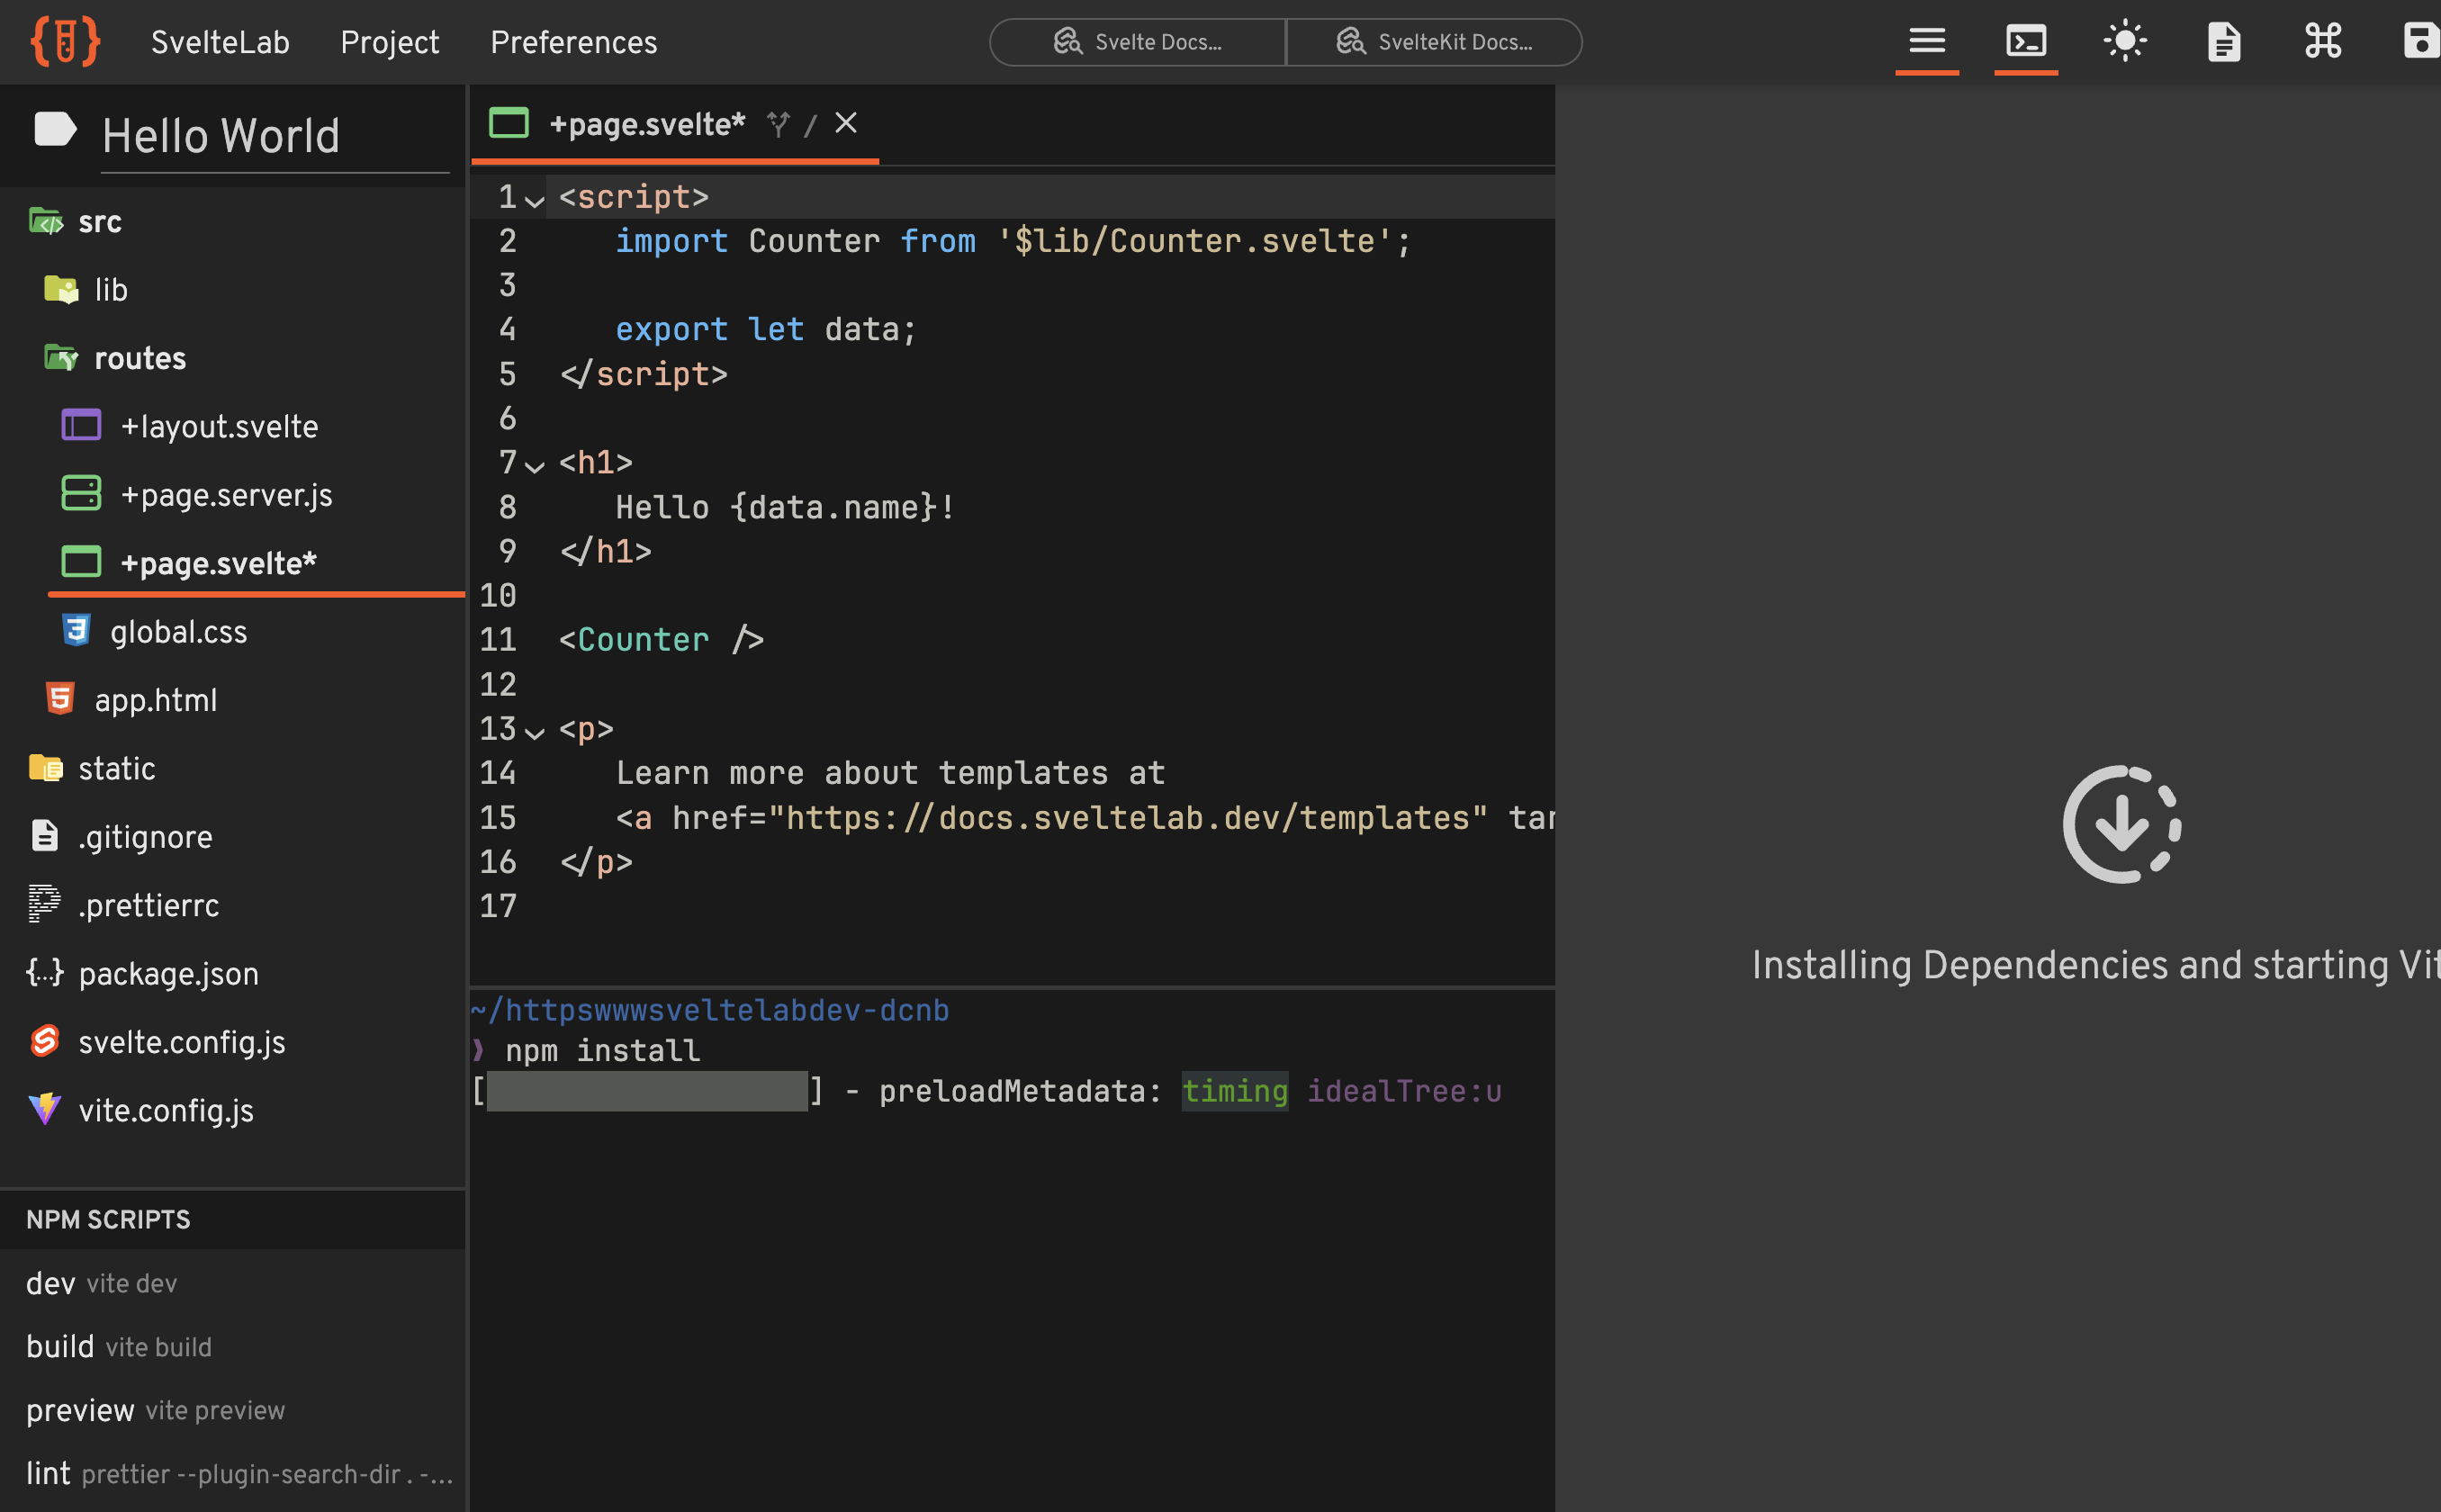 SvelteLab Project Preferences Svelte Docs... SvelteKit Docs...
Hello World
src
lib
routes
+layout.svelte
+page.server.js
+page.svelte*
global.css
app.html
static
.gitignore
.prettierrc
{...} package.json
svelte.config.js
vite.config.js
NPM SCRIPTS
dev vite dev
build vite build
preview vite preview
lint prettier --plugin-search-dir . -...
+page.svelte* /
1 <script>
2 import Counter from '$lib/Counter.svelte';
3
4 export let data;
5 </script>
6
7 <h1>
8 Hello {data.name}!
9 </h1>
10
11 <Counter />
12
13 <p>
14 Learn more about templates at
15 <a href="https://docs.sveltelab.dev/templates" tar
16 </p>
17
~/httpswwwsveltelabdev-dcnb
❯ npm install
[ ] - preloadMetadata: timing idealTree:u
Installing Dependencies and starting Vit